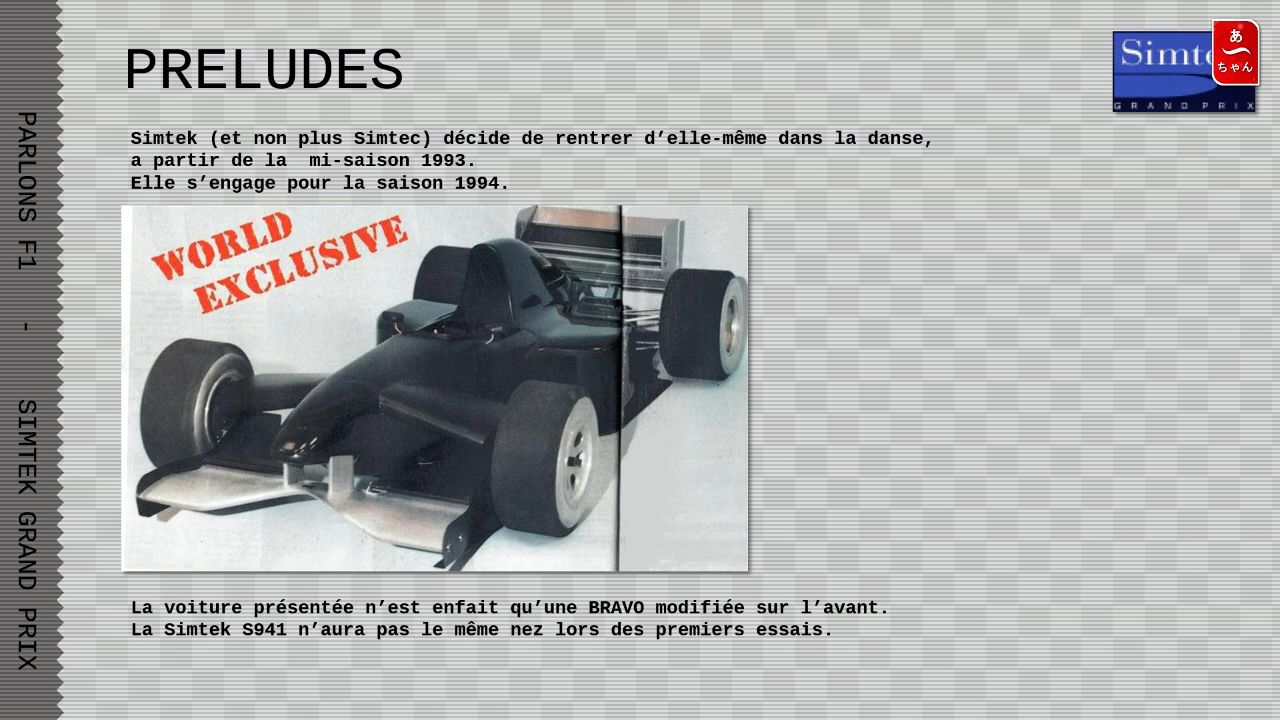 PRELUDES
Simtek (et non plus Simtec) décide de rentrer d’elle-même dans la danse,
a partir de la  mi-saison 1993.
Elle s’engage pour la saison 1994.
WORLD
EXCLUSIVE
La voiture présentée n’est enfait qu’une BRAVO modifiée sur l’avant.
La Simtek S941 n’aura pas le même nez lors des premiers essais.
PARLONS F1 - SIMTEK GRAND PRIX
GRAND PRIX
あ
ー
ちゃん